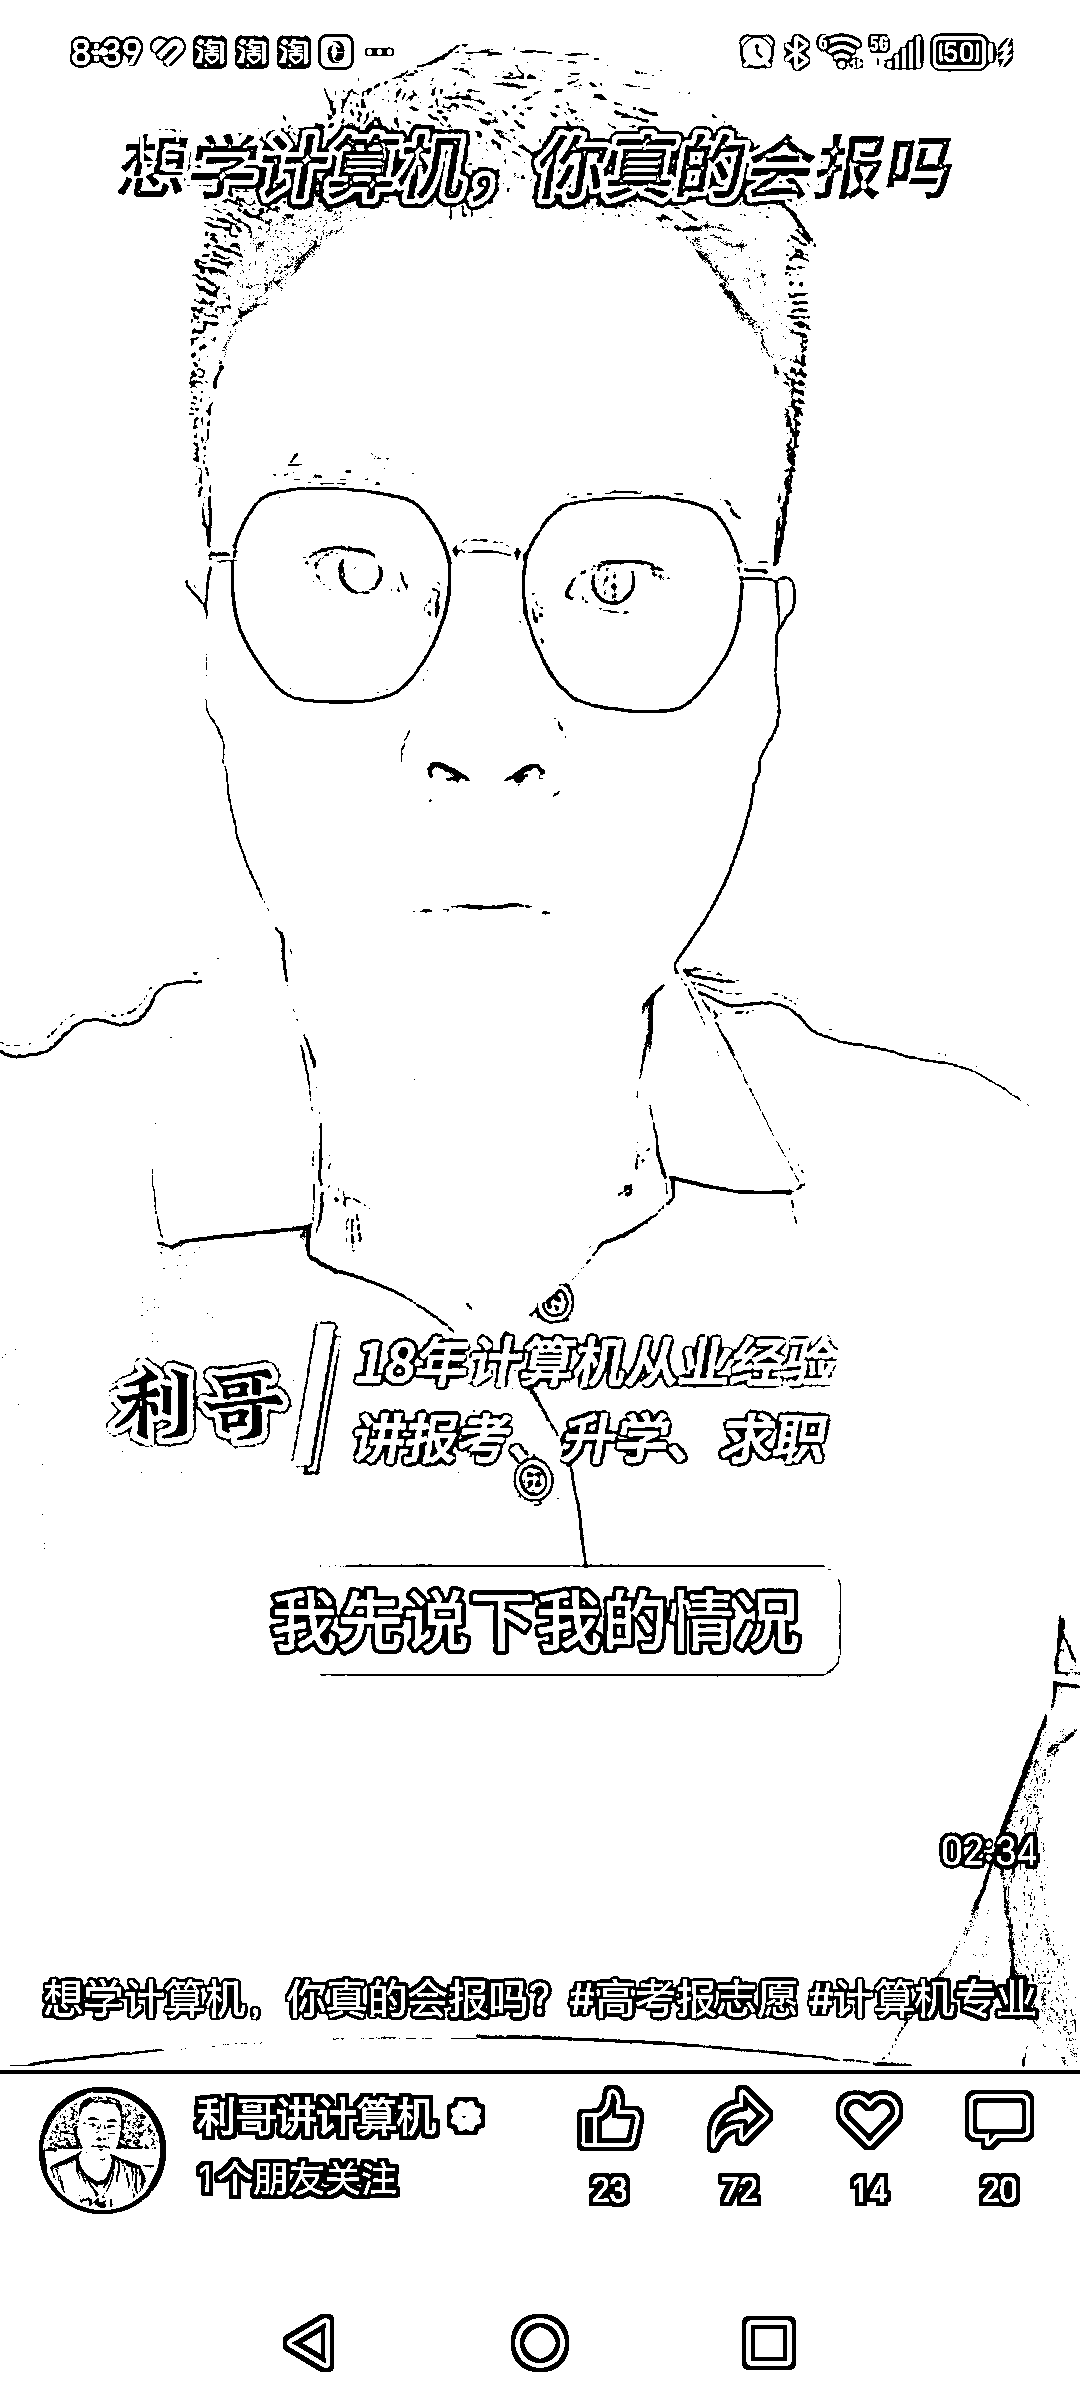 8:39 淘 淘 淘 5G 50
想学计算机，你真的会报吗
利哥
18年计算机从业经验
讲报考、升学、求职
我先说下我的情况
02:34
想学计算机，你真的会报吗？#高考报志愿 #计算机专业
利哥讲计算机
1个朋友关注
23 72 14 20